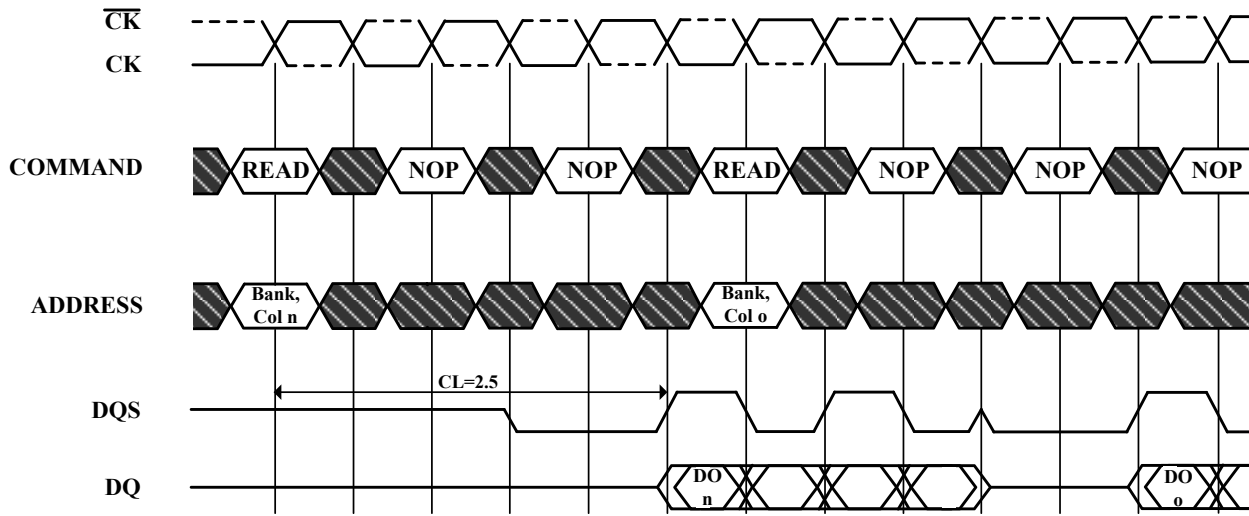 CK
CK
COMMAND READ NOP NOP READ NOP NOP NOP
ADDRESS Bank, Col n Bank, Col o
CL=2.5
DQS
DQ DO n DO o